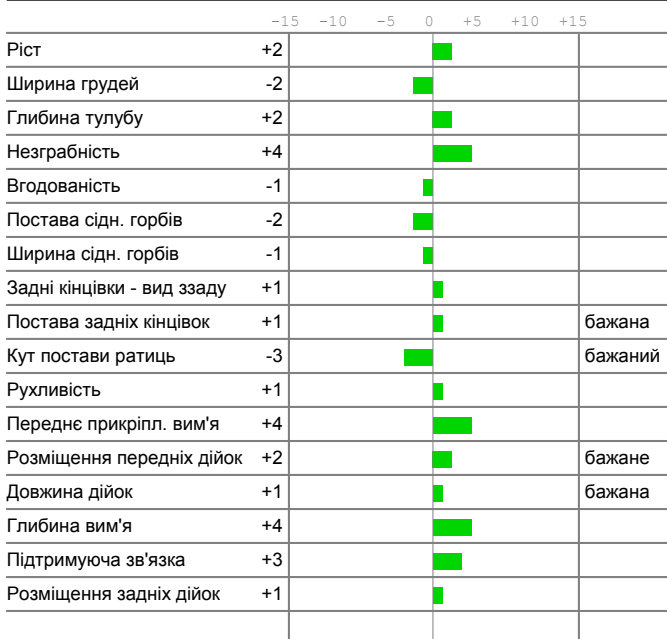 -15 -10 -5 0 +5 +10 +15
Ріст +2
Ширина грудей -2
Глибина тулубу +2
Незграбність +4
Вгодованість -1
Постава сідн. горбів -2
Ширина сідн. горбів -1
Задні кінцівки - вид ззаду +1
Постава задніх кінцівок +1 бажана
Кут постави ратиць -3 бажаний
Рухливість +1
Переднє прикріпл. вим'я +4
Розміщення передніх дійок +2 бажане
Довжина дійок +1 бажана
Глибина вим'я +4
Підтримуюча зв'язка +3
Розміщення задніх дійок +1